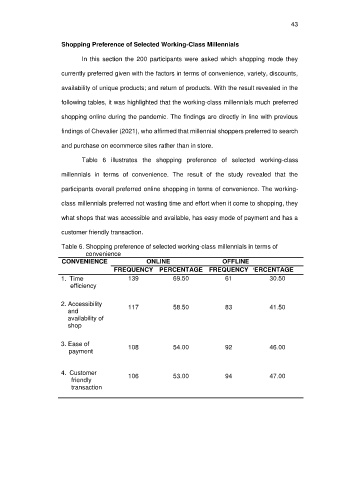 43
Shopping Preference of Selected Working-Class Millennials
In this section the 200 participants were asked which shopping mode they
currently preferred given with the factors in terms of convenience, variety, discounts,
availability of unique products; and return of products. With the result revealed in the
following tables, it was highlighted that the working-class millennials much preferred
shopping online during the pandemic. The findings are directly in line with previous
findings of Chevalier (2021), who affirmed that millennial shoppers preferred to search
and purchase on ecommerce sites rather than in store.
Table 6 illustrates the shopping preference of selected working-class
millennials in terms of convenience. The result of the study revealed that the
participants overall preferred online shopping in terms of convenience. The working-
class millennials preferred not wasting time and effort when it come to shopping, they
what shops that was accessible and available, has easy mode of payment and has a
customer friendly transaction.
Table 6. Shopping preference of selected working-class millennials in terms of
convenience
CONVENIENCE ONLINE OFFLINE
FREQUENCY PERCENTAGE FREQUENCY ERCENTAGE
1. Time 139 69.50 61 30.50
efficiency
2. Accessibility
and 117 58.50 83 41.50
availability of
shop
3. Ease of 108 54.00 92 46.00
payment
4. Customer 106 53.00 94 47.00
friendly
transaction